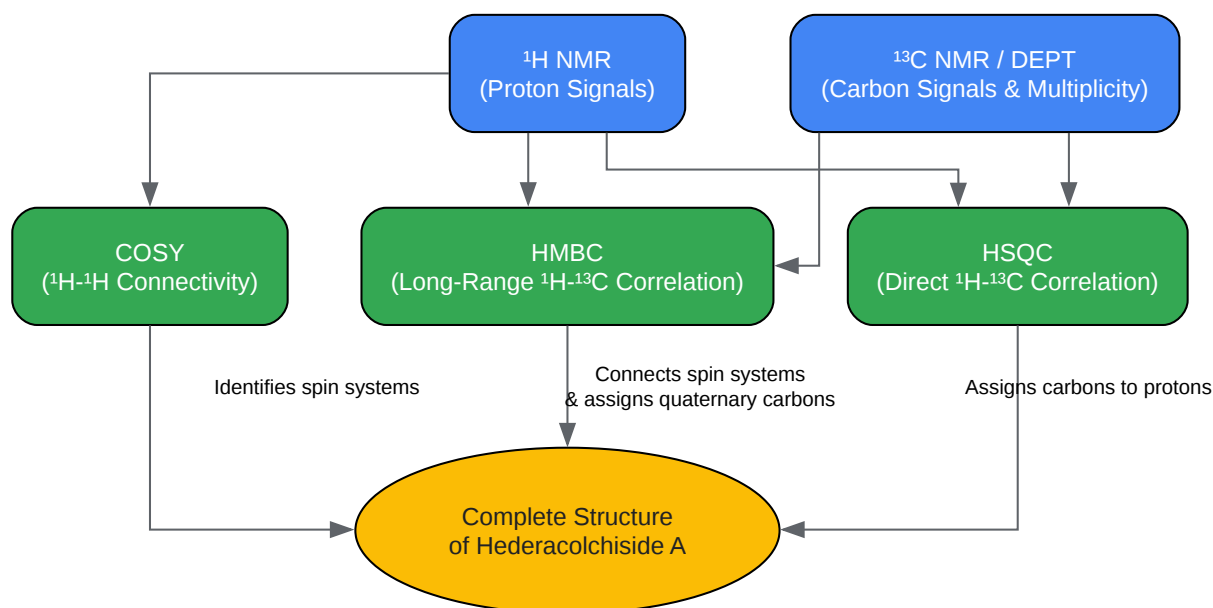 ¹H NMR
(Proton Signals)
¹³C NMR / DEPT
(Carbon Signals & Multiplicity)
COSY
(¹H-¹H Connectivity)
HMBC
(Long-Range ¹H-¹³C Correlation)
HSQC
(Direct ¹H-¹³C Correlation)
Identifies spin systems
Connects spin systems
& assigns quaternary carbons
Assigns carbons to protons
Complete Structure
of Hederacolchiside A